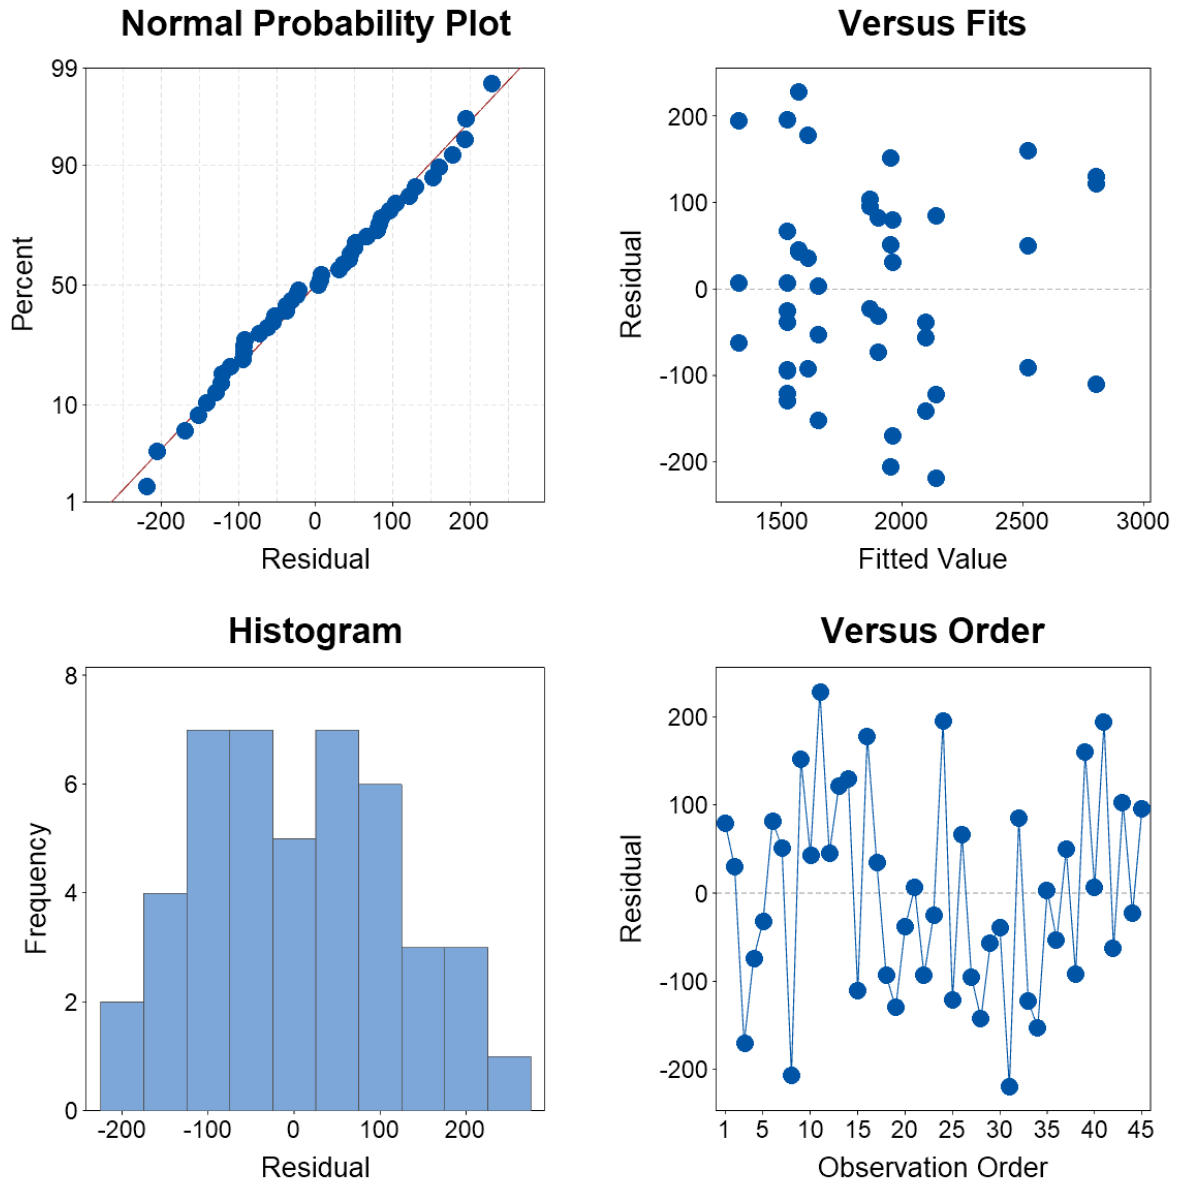 Normal Probability Plot
99
90
50
10
1
Percent
-200 -100 0 100 200
Residual
Versus Fits
200
100
0
-100
-200
Residual
1500 2000 2500 3000
Fitted Value
Histogram
8
6
4
2
0
Frequency
-200 -100 0 100 200
Residual
Versus Order
200
100
0
-100
-200
Residual
1 5 10 15 20 25 30 35 40 45
Observation Order